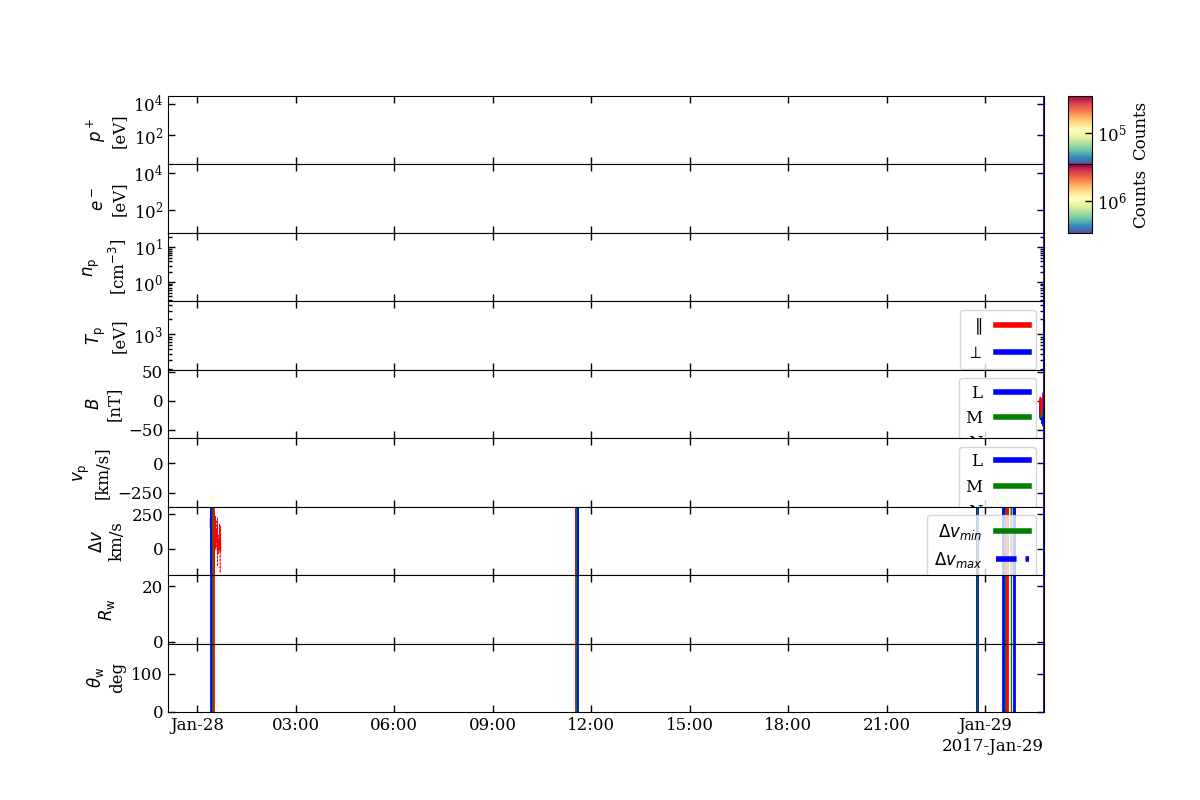 p⁺ [eV] 10⁴ 10²
10⁵ Counts
e⁻ [eV] 10⁴ 10²
10⁶ Counts
nₚ [cm⁻³] 10¹ 10⁰
Tₚ [eV] 10³
∥
⊥
B [nT] 50 0 −50
L
M
vₚ [km/s] 0 −250
L
M
Δv km/s 250 0
Δv_min
Δv_max
R_w 20 0
θ_w deg 100 0
Jan-28 03:00 06:00 09:00 12:00 15:00 18:00 21:00 Jan-29
2017-Jan-29